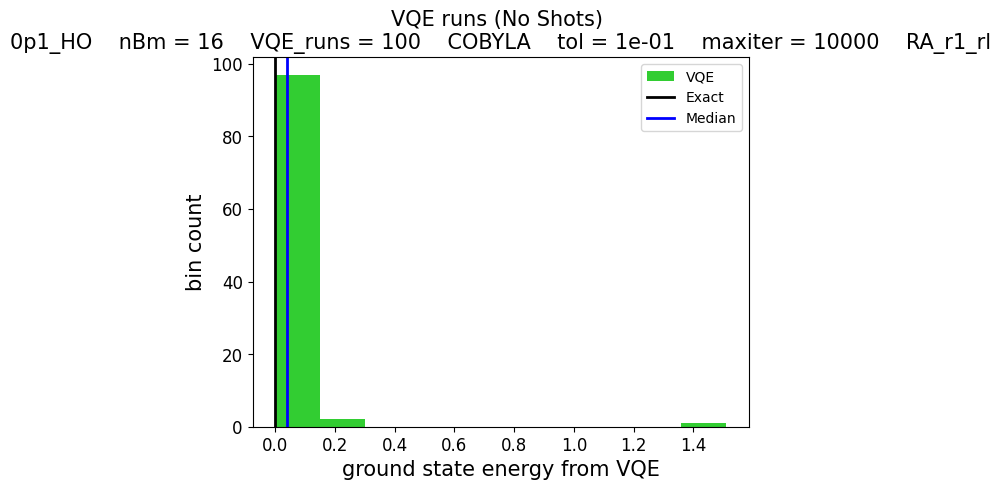 VQE runs (No Shots)
0p1_HO    nBm = 16    VQE_runs = 100    COBYLA    tol = 1e-01    maxiter = 10000    RA_r1_rl
100
80
60
40
20
0
bin count
VQE
Exact
Median
0.0 0.2 0.4 0.6 0.8 1.0 1.2 1.4
ground state energy from VQE